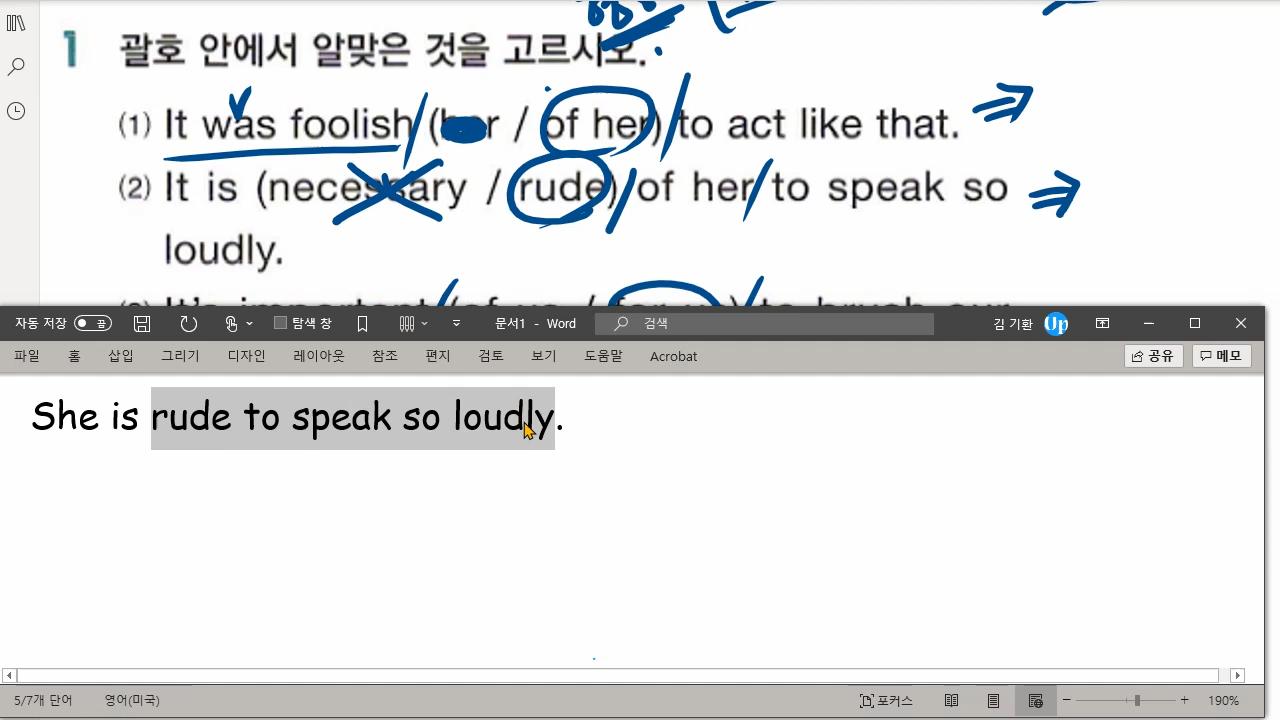 1 괄호 안에서 알맞은 것을 고르시오.
(1) It was foolish / (her / of her) to act like that.
(2) It is (necessary / rude) of her to speak so
loudly.
자동 저장 끔 탐색 창 문서1 - Word 검색 김 기환 Up
파일 홈 삽입 그리기 디자인 레이아웃 참조 편지 검토 보기 도움말 Acrobat 공유 메모
She is rude to speak so loudly.
5/7개 단어 영어(미국) 포커스 190%